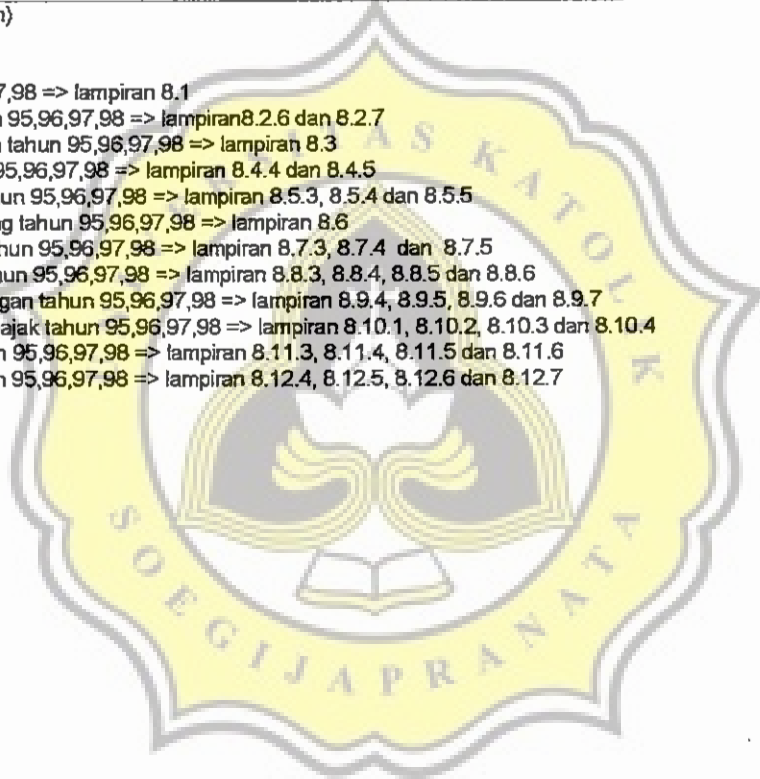 7,98 => lampiran 8.1
95,96,97,98 => lampiran8.2.6 dan 8.2.7
tahun 95,96,97,98 => lampiran 8.3
95,96,97,98 => lampiran 8.4.4 dan 8.4.5
un 95,96,97,98 => lampiran 8.5.3, 8.5.4 dan 8.5.5
g tahun 95,96,97,98 => lampiran 8.6
hun 95,96,97,98 => lampiran 8.7.3, 8.7.4 dan 8.7.5
hun 95,96,97,98 => lampiran 8.8.3, 8.8.4, 8.8.5 dan 8.8.6
gan tahun 95,96,97,98 => lampiran 8.9.4, 8.9.5, 8.9.6 dan 8.9.7
ajak tahun 95,96,97,98 => lampiran 8.10.1, 8.10.2, 8.10.3 dan 8.10.4
n 95,96,97,98 => lampiran 8.11.3, 8.11.4, 8.11.5 dan 8.11.6
n 95,96,97,98 => lampiran 8.12.4, 8.12.5, 8.12.6 dan 8.12.7
KATOLIK
SOEGIJAPRANATA